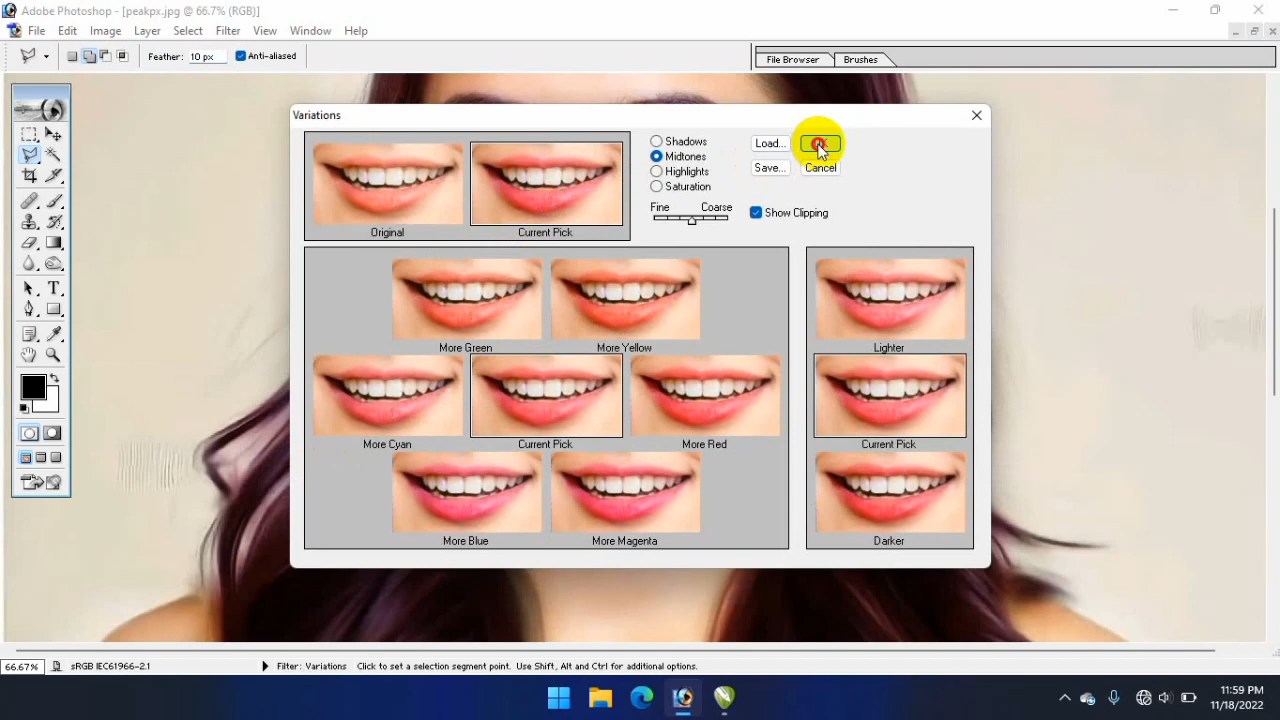 Adobe Photoshop - [peakpx.jpg @ 66.7% (RGB)]
File Edit Image Layer Select Filter View Window Help
Feather: 10 px Anti-aliased
File Browser Brushes
Variations
Shadows
Midtones
Highlights
Saturation
Load...
Save... Cancel
Fine Coarse
Show Clipping
Original Current Pick
More Green More Yellow
Lighter
More Cyan Current Pick More Red
Current Pick
More Blue More Magenta
Darker
66.67% sRGB IEC61966-2.1 Filter: Variations Click to set a selection segment point. Use Shift, Alt and Ctrl for additional options.
11:59 PM
11/18/2022